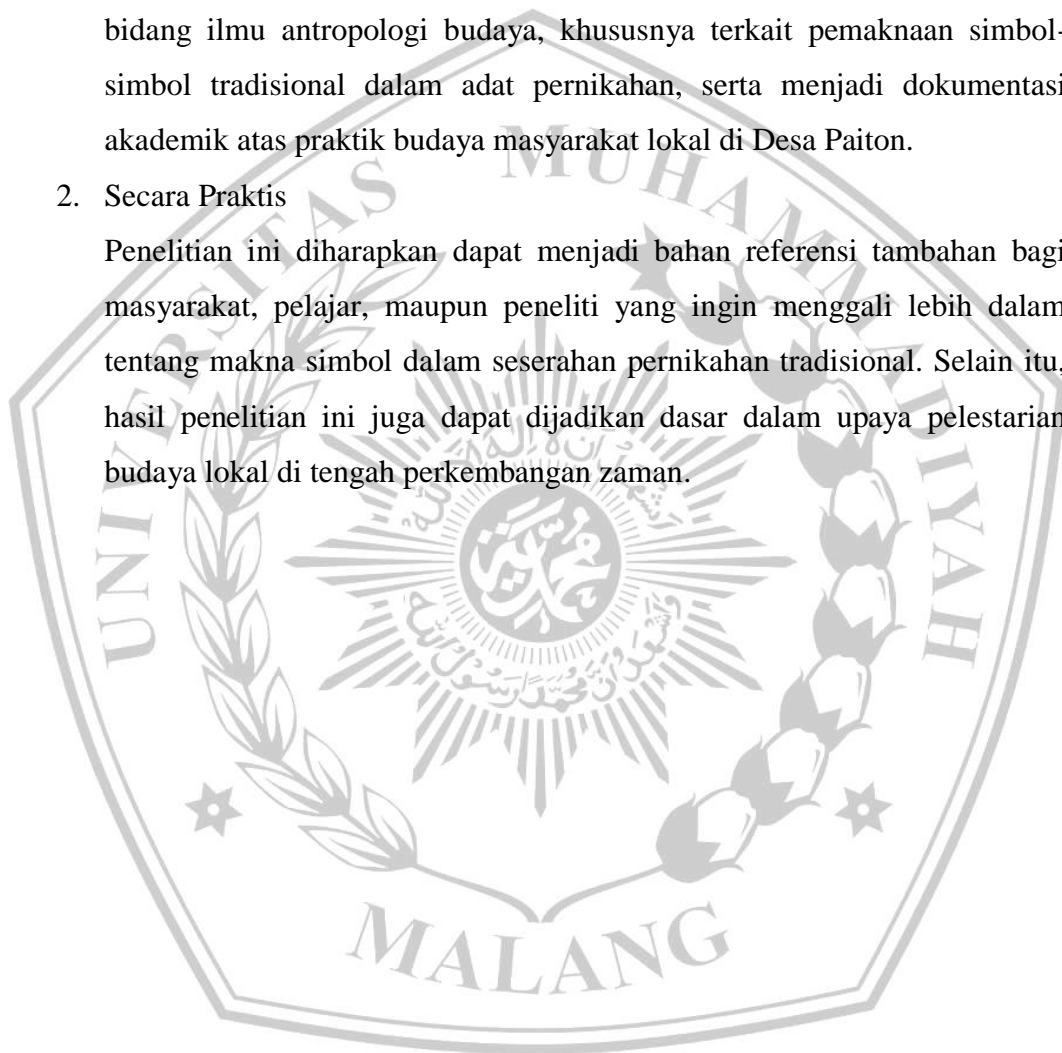 bidang ilmu antropologi budaya, khususnya terkait pemaknaan simbol-
simbol tradisional dalam adat pernikahan, serta menjadi dokumentasi
akademik atas praktik budaya masyarakat lokal di Desa Paiton.
2. Secara Praktis
Penelitian ini diharapkan dapat menjadi bahan referensi tambahan bagi
masyarakat, pelajar, maupun peneliti yang ingin menggali lebih dalam
tentang makna simbol dalam seserahan pernikahan tradisional. Selain itu,
hasil penelitian ini juga dapat dijadikan dasar dalam upaya pelestarian
budaya lokal di tengah perkembangan zaman.
UNIVERSITAS MUHAMMADIYAH
MALANG